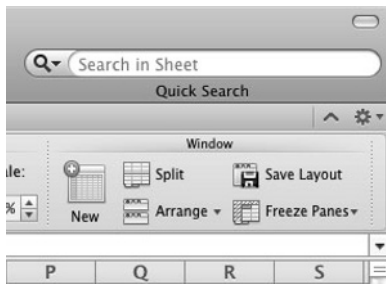 Search in Sheet
Quick Search
Window
ale:
Split
Save Layout
%
New
Arrange
Freeze Panes
P Q R S